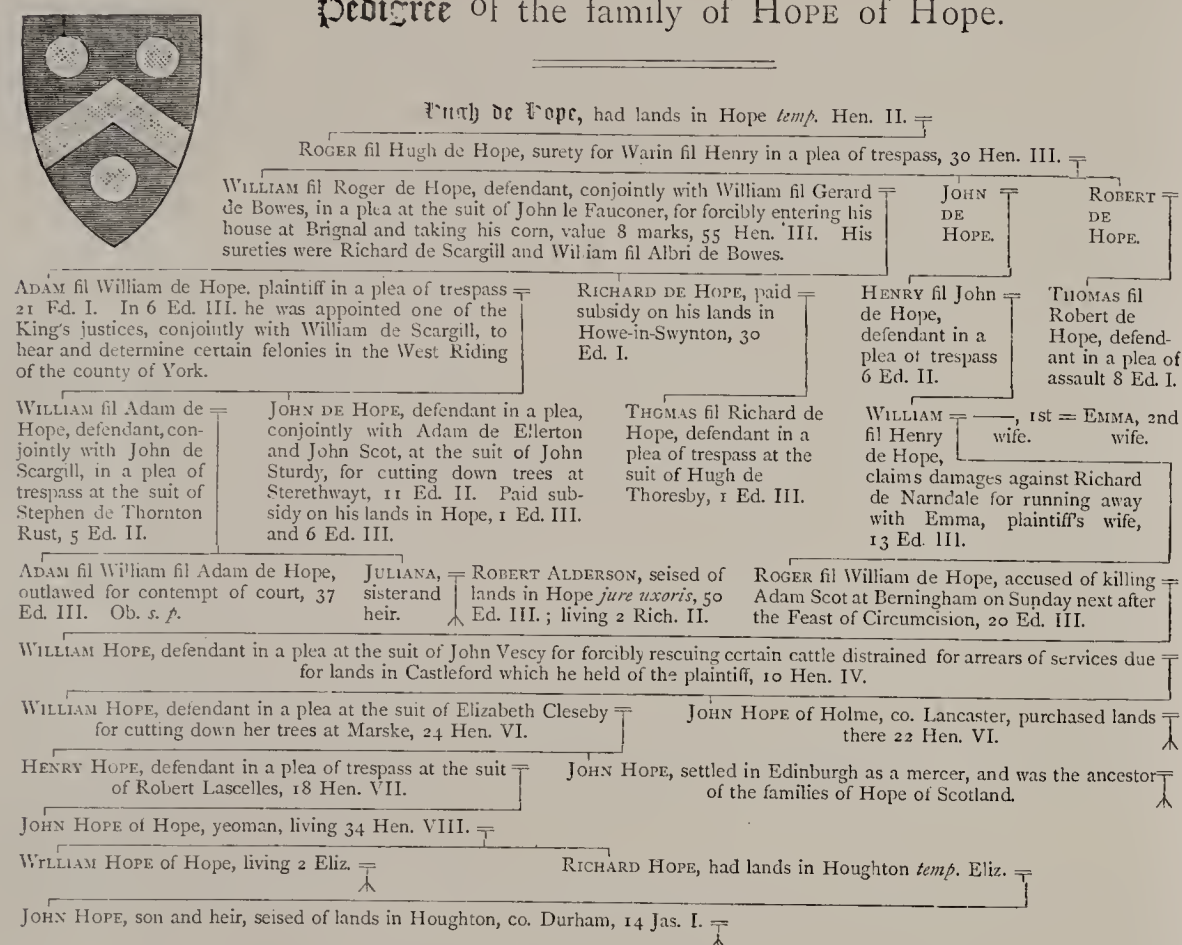 Pedigree of the family of HOPE of Hope.
Hugh de Hope, had lands in Hope temp. Hen. II.
ROGER fil Hugh de Hope, surety for Warin fil Henry in a plea of trespass, 30 Hen. III.
WILLIAM fil Roger de Hope, defendant, conjointly with William fil Gerard
de Bowes, in a plea at the suit of John le Fauconer, for forcibly entering his
house at Brignal and taking his corn, value 8 marks, 55 Hen. III. His
sureties were Richard de Scargill and William fil Albri de Bowes.
JOHN
DE
HOPE.
ROBERT
DE
HOPE.
ADAM fil William de Hope, plaintiff in a plea of trespass
21 Ed. I. In 6 Ed. III. he was appointed one of the
King's justices, conjointly with William de Scargill, to
hear and determine certain felonies in the West Riding
of the county of York.
RICHARD DE HOPE, paid
subsidy on his lands in
Howe-in-Swynton, 30
Ed. I.
HENRY fil John
de Hope,
defendant in a
plea of trespass
6 Ed. II.
THOMAS fil
Robert de
Hope, defend-
ant in a plea of
assault 8 Ed. I.
WILLIAM fil Adam de
Hope, defendant, con-
jointly with John de
Scargill, in a plea of
trespass at the suit of
Stephen de Thornton
Rust, 5 Ed. II.
JOHN DE HOPE, defendant in a plea,
conjointly with Adam de Ellerton
and John Scot, at the suit of John
Sturdy, for cutting down trees at
Sterethwayt, 11 Ed. II. Paid sub-
sidy on his lands in Hope, 1 Ed. III.
and 6 Ed. III.
THOMAS fil Richard de
Hope, defendant in a
plea of trespass at the
suit of Hugh de
Thoresby, 1 Ed. III.
WILLIAM = ——, 1st = EMMA, 2nd
fil Henry wife. wife.
de Hope,
claims damages against Richard
de Narndale for running away
with Emma, plaintiff's wife,
13 Ed. III.
ADAM fil William fil Adam de Hope,
outlawed for contempt of court, 37
Ed. III. Ob. s. p.
JULIANA,
sister and
heir.
ROBERT ALDERSON, seised of
lands in Hope jure uxoris, 50
Ed. III.; living 2 Rich. II.
ROGER fil William de Hope, accused of killing
Adam Scot at Berningham on Sunday next after
the Feast of Circumcision, 20 Ed. III.
WILLIAM HOPE, defendant in a plea at the suit of John Vescy for forcibly rescuing certain cattle distrained for arrears of services due
for lands in Castleford which he held of the plaintiff, 10 Hen. IV.
WILLIAM HOPE, defendant in a plea at the suit of Elizabeth Cleseby
for cutting down her trees at Marske, 24 Hen. VI.
JOHN HOPE of Holme, co. Lancaster, purchased lands
there 22 Hen. VI.
HENRY HOPE, defendant in a plea of trespass at the suit
of Robert Lascelles, 18 Hen. VII.
JOHN HOPE, settled in Edinburgh as a mercer, and was the ancestor
of the families of Hope of Scotland.
JOHN HOPE of Hope, yeoman, living 34 Hen. VIII.
WILLIAM HOPE of Hope, living 2 Eliz.
RICHARD HOPE, had lands in Houghton temp. Eliz.
JOHN HOPE, son and heir, seised of lands in Houghton, co. Durham, 14 Jas. I.